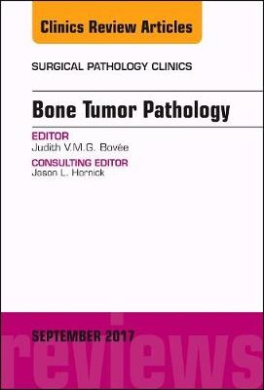 Clinics Review Articles
SURGICAL PATHOLOGY CLINICS
Bone Tumor Pathology
EDITOR
Judith V.M.G. Bovée
CONSULTING EDITOR
Jason L. Hornick
SEPTEMBER 2017
reviews